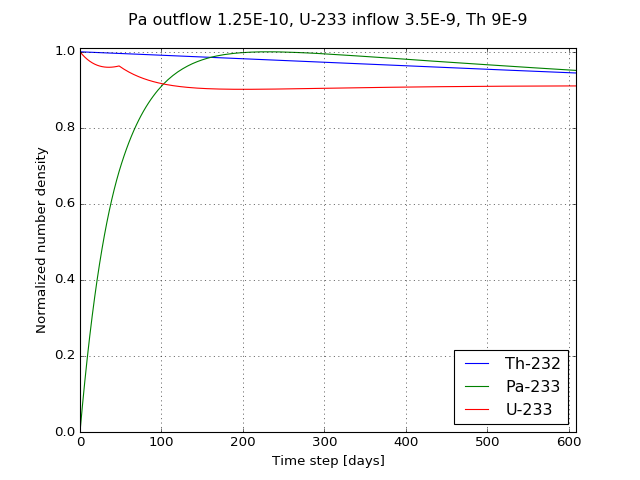 Pa outflow 1.25E-10, U-233 inflow 3.5E-9, Th 9E-9
Normalized number density
1.0
0.8
0.6
0.4
0.2
0.0
0 100 200 300 400 500 600
Time step [days]
Th-232
Pa-233
U-233